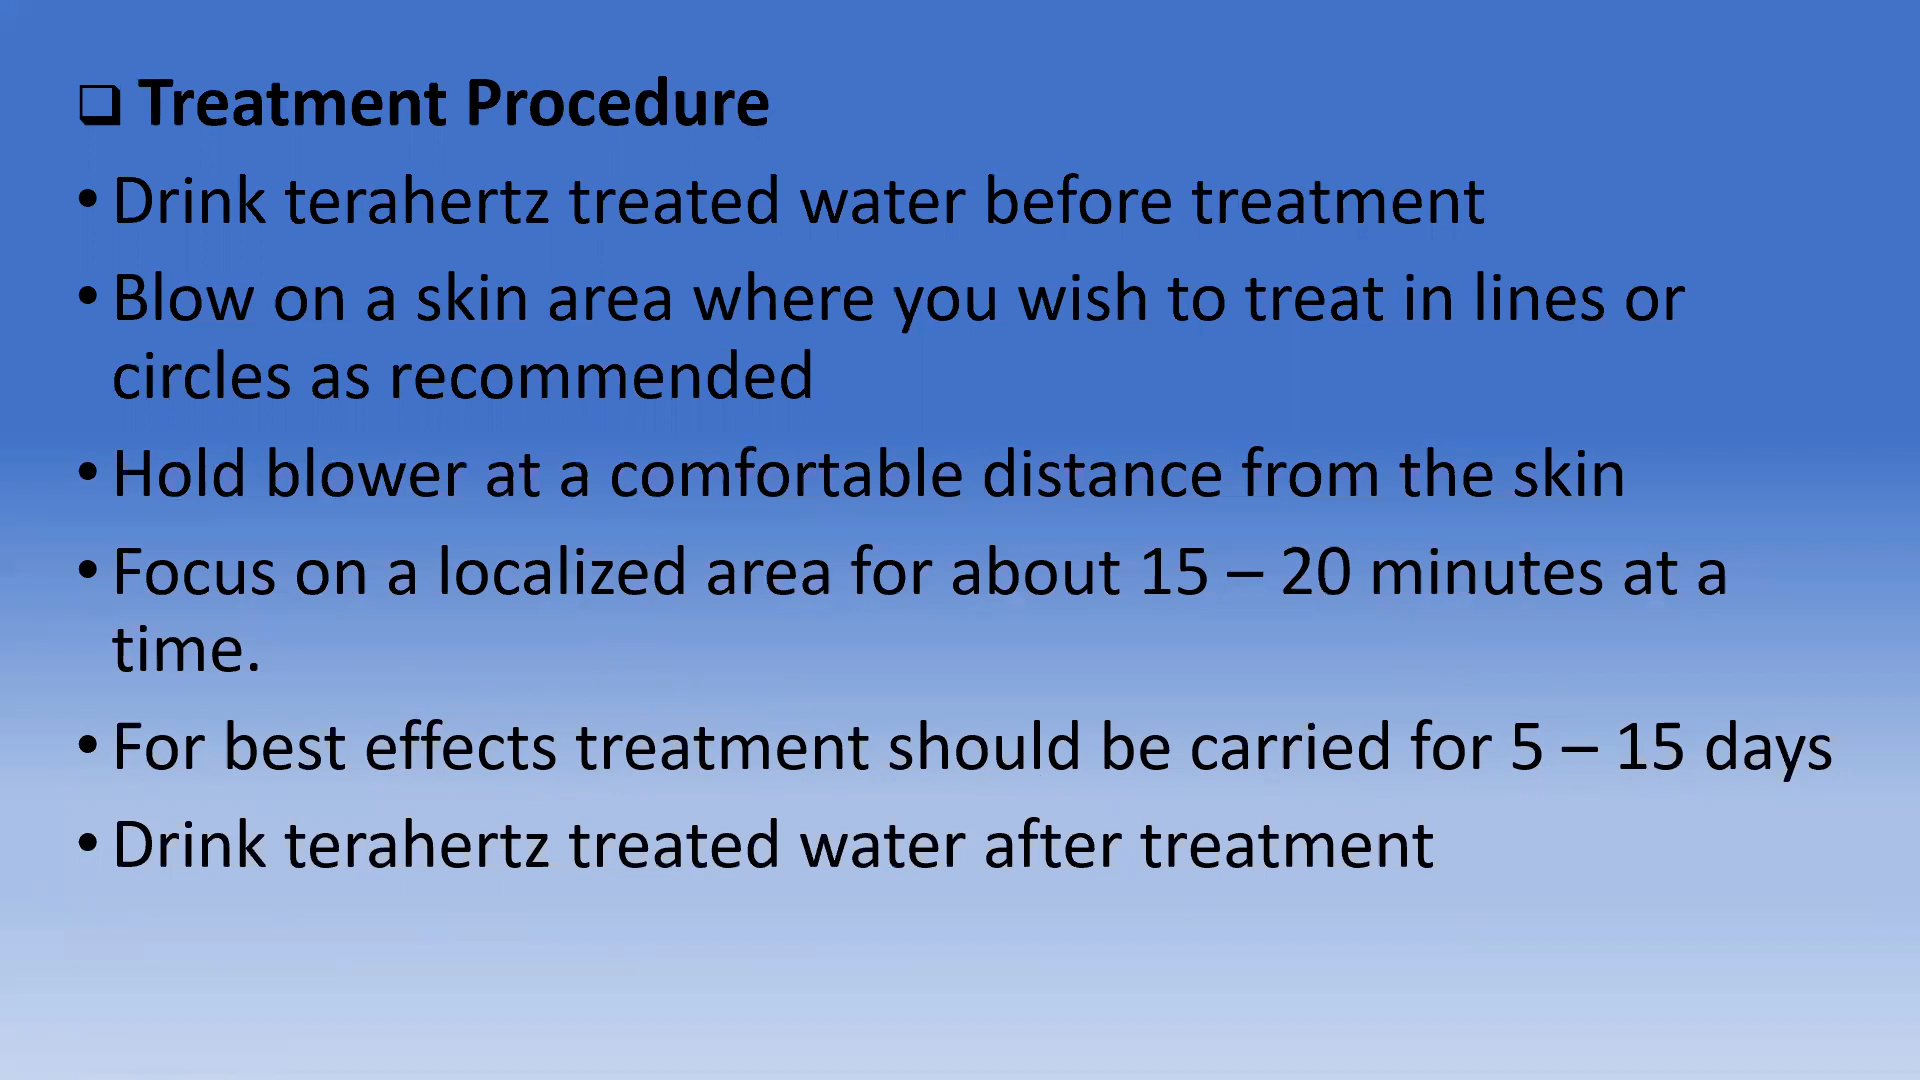 ❑ Treatment Procedure
• Drink terahertz treated water before treatment
• Blow on a skin area where you wish to treat in lines or
circles as recommended
• Hold blower at a comfortable distance from the skin
• Focus on a localized area for about 15 – 20 minutes at a
time.
• For best effects treatment should be carried for 5 – 15 days
• Drink terahertz treated water after treatment